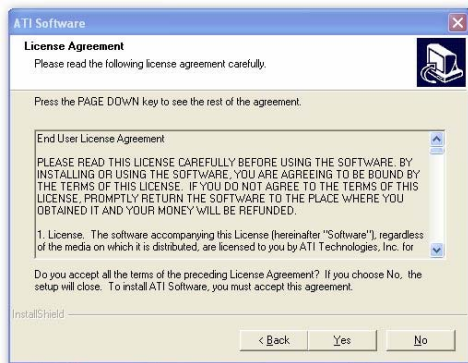 ATI Software
License Agreement
Please read the following license agreement carefully.
Press the PAGE DOWN key to see the rest of the agreement.
End User License Agreement
PLEASE READ THIS LICENSE CAREFULLY BEFORE USING THE SOFTWARE. BY
INSTALLING OR USING THE SOFTWARE, YOU ARE AGREEING TO BE BOUND BY
THE TERMS OF THIS LICENSE. IF YOU DO NOT AGREE TO THE TERMS OF THIS
LICENSE, PROMPTLY RETURN THE SOFTWARE TO THE PLACE WHERE YOU
OBTAINED IT AND YOUR MONEY WILL BE REFUNDED.
1. License. The software accompanying this License (hereinafter "Software"), regardless
of the media on which it is distributed, are licensed to you by ATI Technologies, Inc. for
Do you accept all the terms of the preceding License Agreement? If you choose No, the
setup will close. To install ATI Software, you must accept this agreement.
InstallShield
< Back Yes No